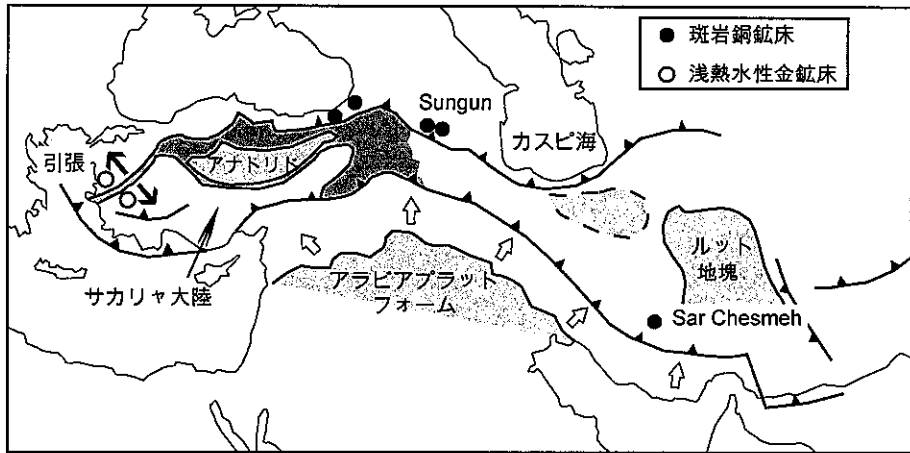 斑岩銅鉱床
浅熱水性金鉱床
Sungun
カスピ海
引張
アナトリド
ルット
地塊
サカリャ大陸
アラビアプラット
フォーム
Sar Chesmeh